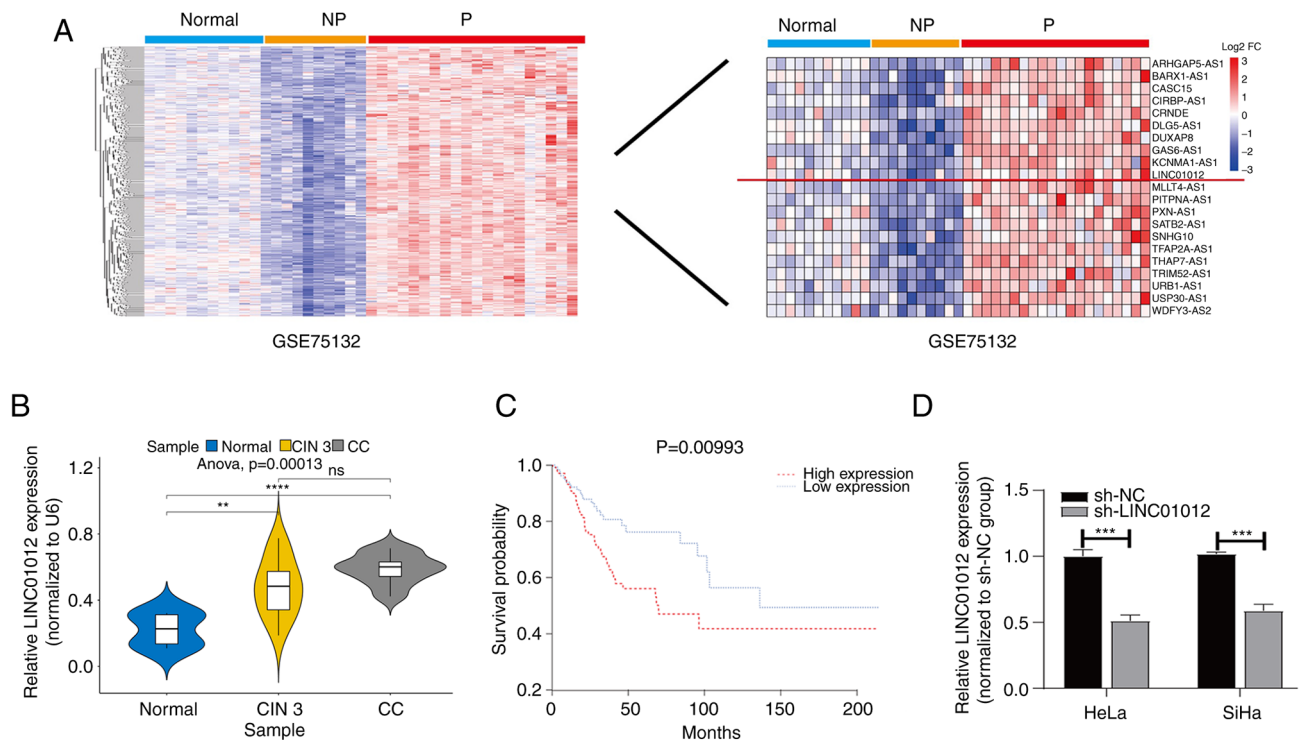 A
Normal NP P
GSE75132
Normal NP P
Log2 FC
3
2
1
0
−1
−2
−3
ARHGAP5-AS1
BARX1-AS1
CASC15
CIRBP-AS1
CRNDE
DLG5-AS1
DUXAP8
GAS6-AS1
KCNMA1-AS1
LINC01012
MLLT4-AS1
PITPNA-AS1
PXN-AS1
SATB2-AS1
SNHG10
TFAP2A-AS1
THAP7-AS1
TRIM52-AS1
URB1-AS1
USP30-AS1
WDFY3-AS2
GSE75132
B
Relative LINC01012 expression
(normalized to U6)
Sample Normal CIN 3 CC
Anova, p=0.00013
ns
****
**
1.2
0.8
0.4
0.0
Normal CIN 3 CC
Sample
C
P=0.00993
High expression
Low expression
Survival probability
1.0
0.8
0.6
0.4
0.2
0 50 100 150 200
Months
D
Relative LINC01012 expression
(normalized to sh-NC group)
sh-NC
sh-LINC01012
*** ***
1.5
1.0
0.5
0.0
HeLa SiHa